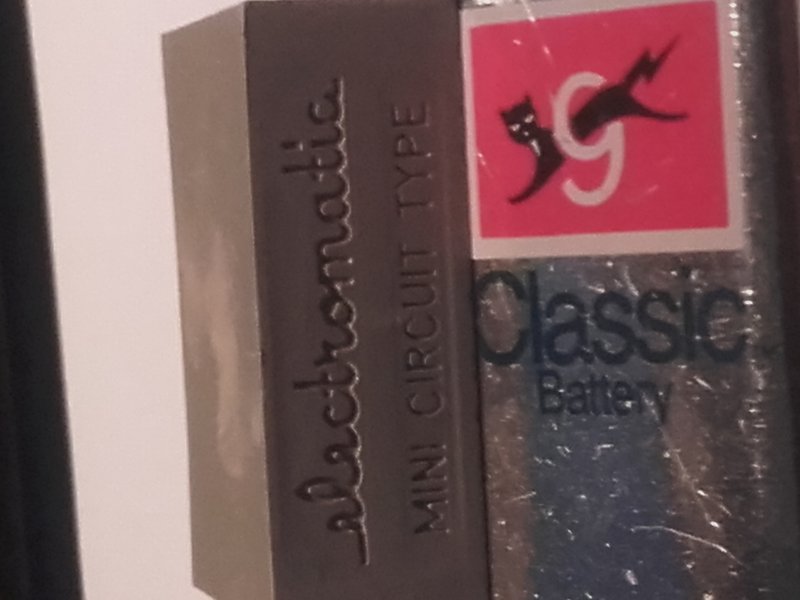 electromatic
MINI CIRCUIT TYPE
9
Classic
Battery